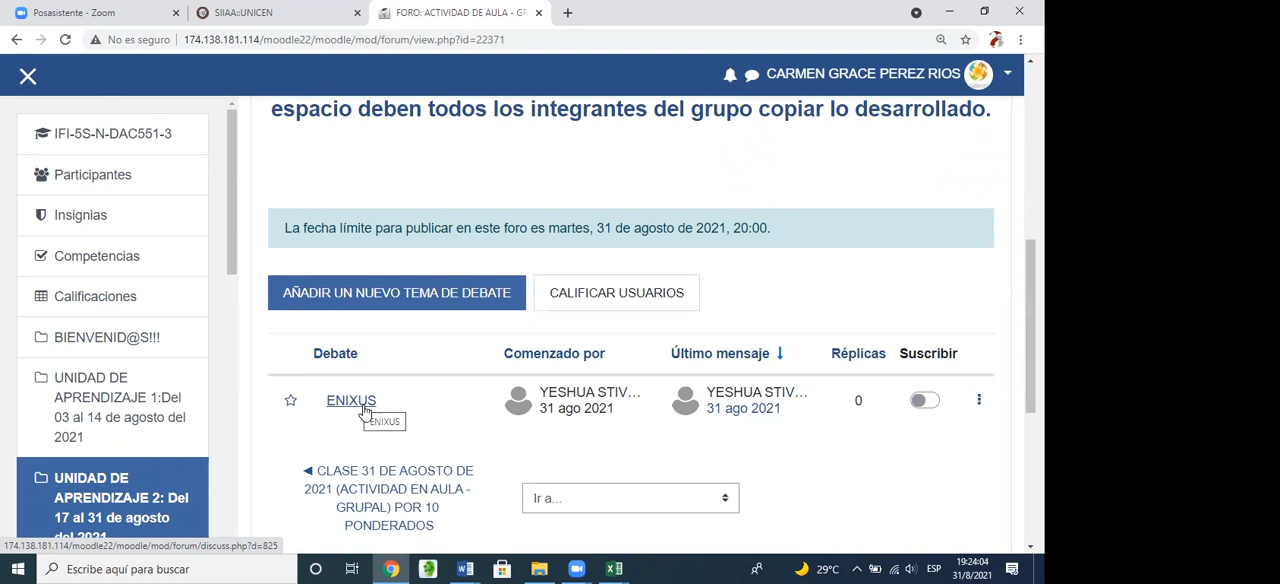 Posasistente - Zoom
SIIAA::UNICEN
FORO: ACTIVIDAD DE AULA - GR
No es seguro
174.138.181.114/moodle22/moodle/mod/forum/view.php?id=22371
CARMEN GRACE PEREZ RIOS
espacio deben todos los integrantes del grupo copiar lo desarrollado.
IFI-5S-N-DAC551-3
Participantes
Insignias
Competencias
Calificaciones
BIENVENID@S!!!
UNIDAD DE
APRENDIZAJE 1:Del
03 al 14 de agosto del
2021
UNIDAD DE
APRENDIZAJE 2: Del
17 al 31 de agosto
del 2021
La fecha límite para publicar en este foro es martes, 31 de agosto de 2021, 20:00.
AÑADIR UN NUEVO TEMA DE DEBATE
CALIFICAR USUARIOS
Debate
Comenzado por
Último mensaje
Réplicas
Suscribir
ENIXUS
YESHUA STIV...
31 ago 2021
YESHUA STIV...
31 ago 2021
0
ENIXUS
◄ CLASE 31 DE AGOSTO DE
2021 (ACTIVIDAD EN AULA -
GRUPAL) POR 10
PONDERADOS
Ir a...
174.138.181.114/moodle22/moodle/mod/forum/discuss.php?d=825
Escribe aquí para buscar
29°C
ESP
19:24:04
31/8/2021